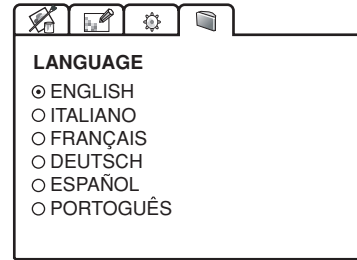 LANGUAGE
ENGLISH
ITALIANO
FRANÇAIS
DEUTSCH
ESPAÑOL
PORTOGUÊS